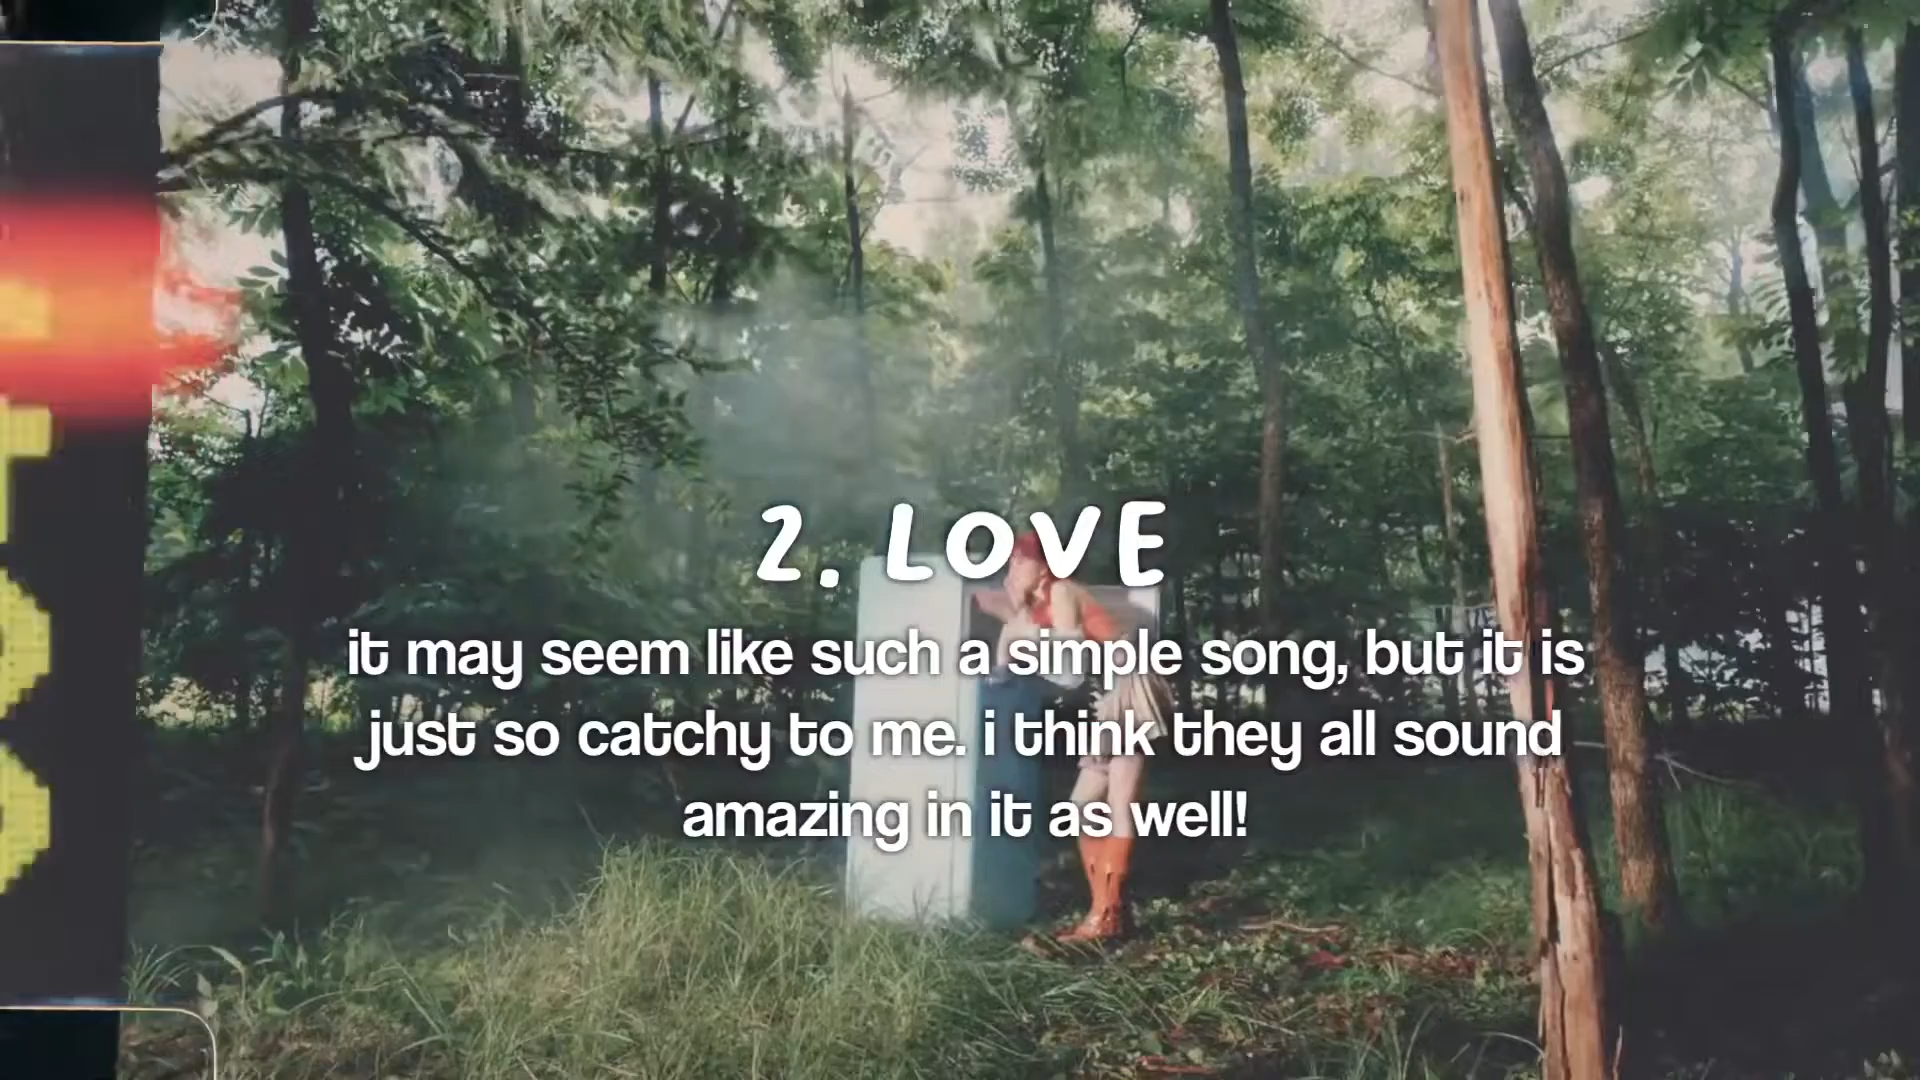 2. LOVE
it may seem like such a simple song, but it is
just so catchy to me. i think they all sound
amazing in it as well!